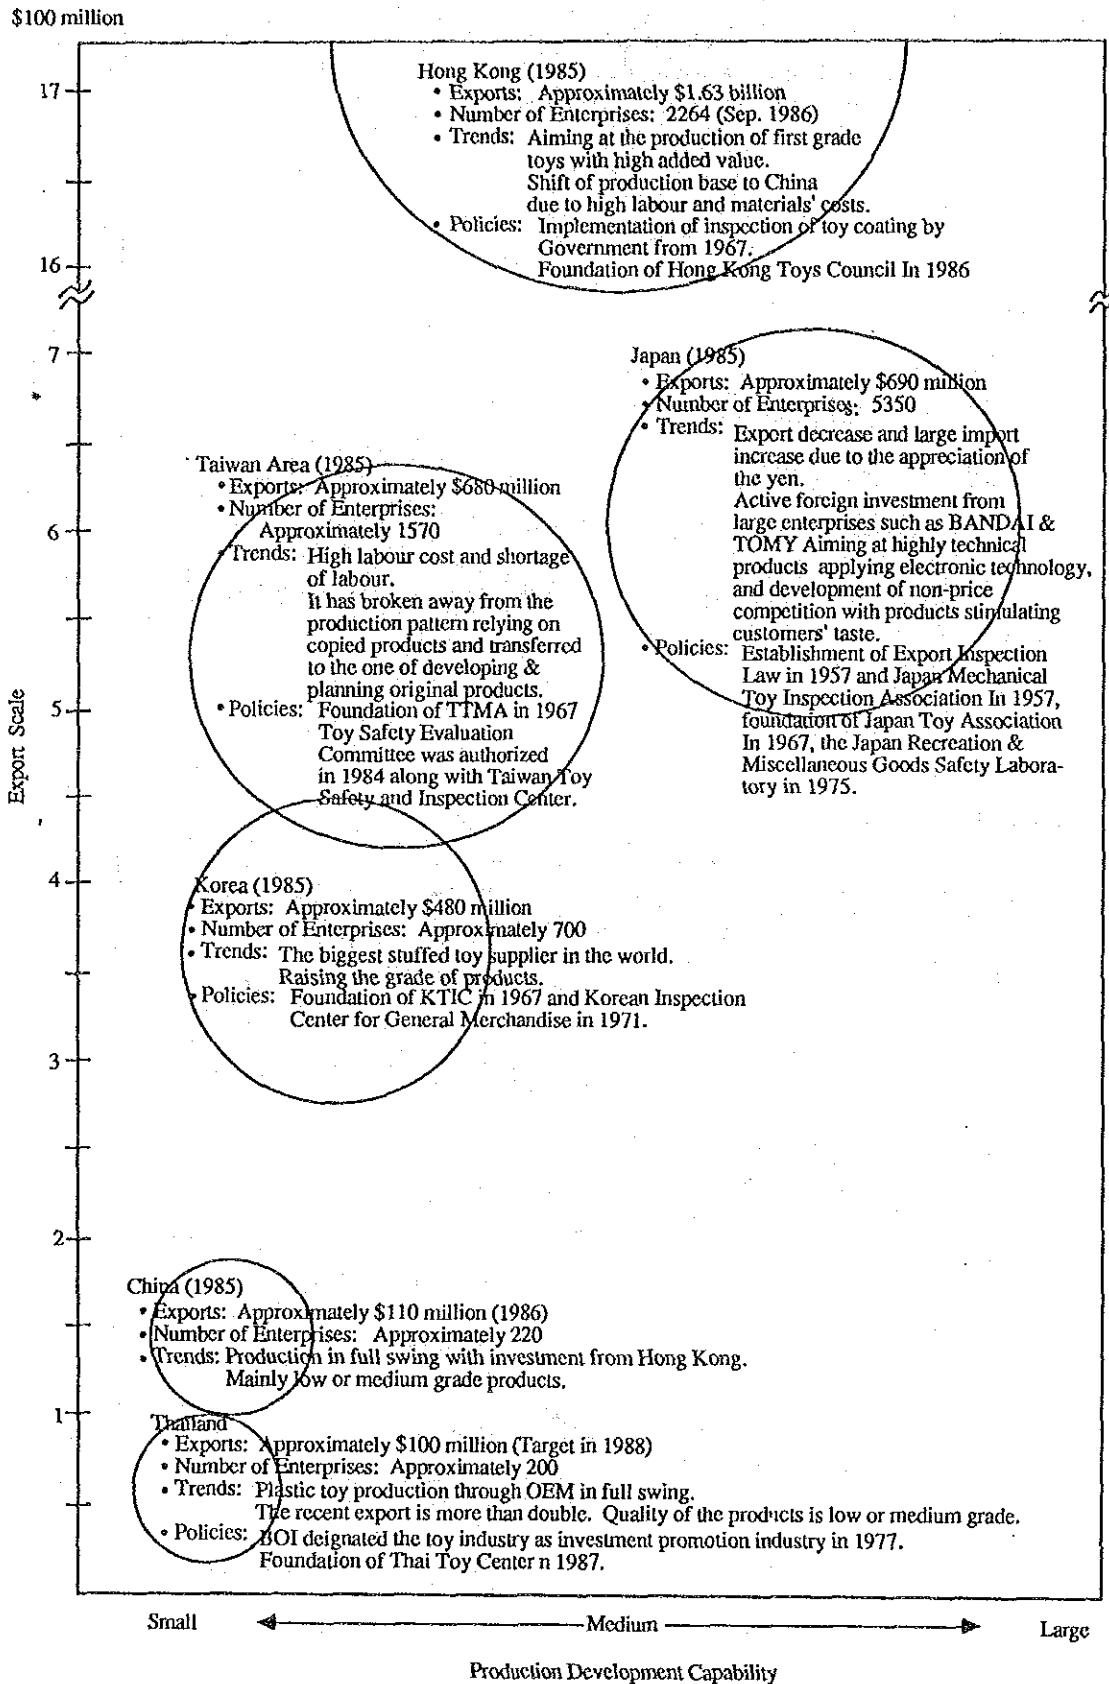 $100 million
17
16
7
6
5
4
3
2
1
Export Scale
Hong Kong (1985)
• Exports: Approximately $1.63 billion
• Number of Enterprises: 2264 (Sep. 1986)
• Trends: Aiming at the production of first grade
toys with high added value.
Shift of production base to China
due to high labour and materials' costs.
• Policies: Implementation of inspection of toy coating by
Government from 1967.
Foundation of Hong Kong Toys Council In 1986
Japan (1985)
• Exports: Approximately $690 million
• Number of Enterprises: 5350
• Trends: Export decrease and large import
increase due to the appreciation of
the yen.
Active foreign investment from
large enterprises such as BANDAI &
TOMY Aiming at highly technical
products applying electronic technology,
and development of non-price
competition with products stimulating
customers' taste.
• Policies: Establishment of Export Inspection
Law in 1957 and Japan Mechanical
Toy Inspection Association In 1957,
foundation of Japan Toy Association
In 1967, the Japan Recreation &
Miscellaneous Goods Safety Labora-
tory in 1975.
Taiwan Area (1985)
• Exports: Approximately $680 million
• Number of Enterprises:
Approximately 1570
• Trends: High labour cost and shortage
of labour.
It has broken away from the
production pattern relying on
copied products and transferred
to the one of developing &
planning original products.
• Policies: Foundation of TTMA in 1967
Toy Safety Evaluation
Committee was authorized
in 1984 along with Taiwan Toy
Safety and Inspection Center.
Korea (1985)
• Exports: Approximately $480 million
• Number of Enterprises: Approximately 700
• Trends: The biggest stuffed toy supplier in the world.
Raising the grade of products.
• Policies: Foundation of KTIC in 1967 and Korean Inspection
Center for General Merchandise in 1971.
China (1985)
• Exports: Approximately $110 million (1986)
• Number of Enterprises: Approximately 220
• Trends: Production in full swing with investment from Hong Kong.
Mainly low or medium grade products.
Thailand
• Exports: Approximately $100 million (Target in 1988)
• Number of Enterprises: Approximately 200
• Trends: Plastic toy production through OEM in full swing.
The recent export is more than double. Quality of the products is low or medium grade.
• Policies: BOI deignated the toy industry as investment promotion industry in 1977.
Foundation of Thai Toy Center n 1987.
Small Medium Large
Production Development Capability